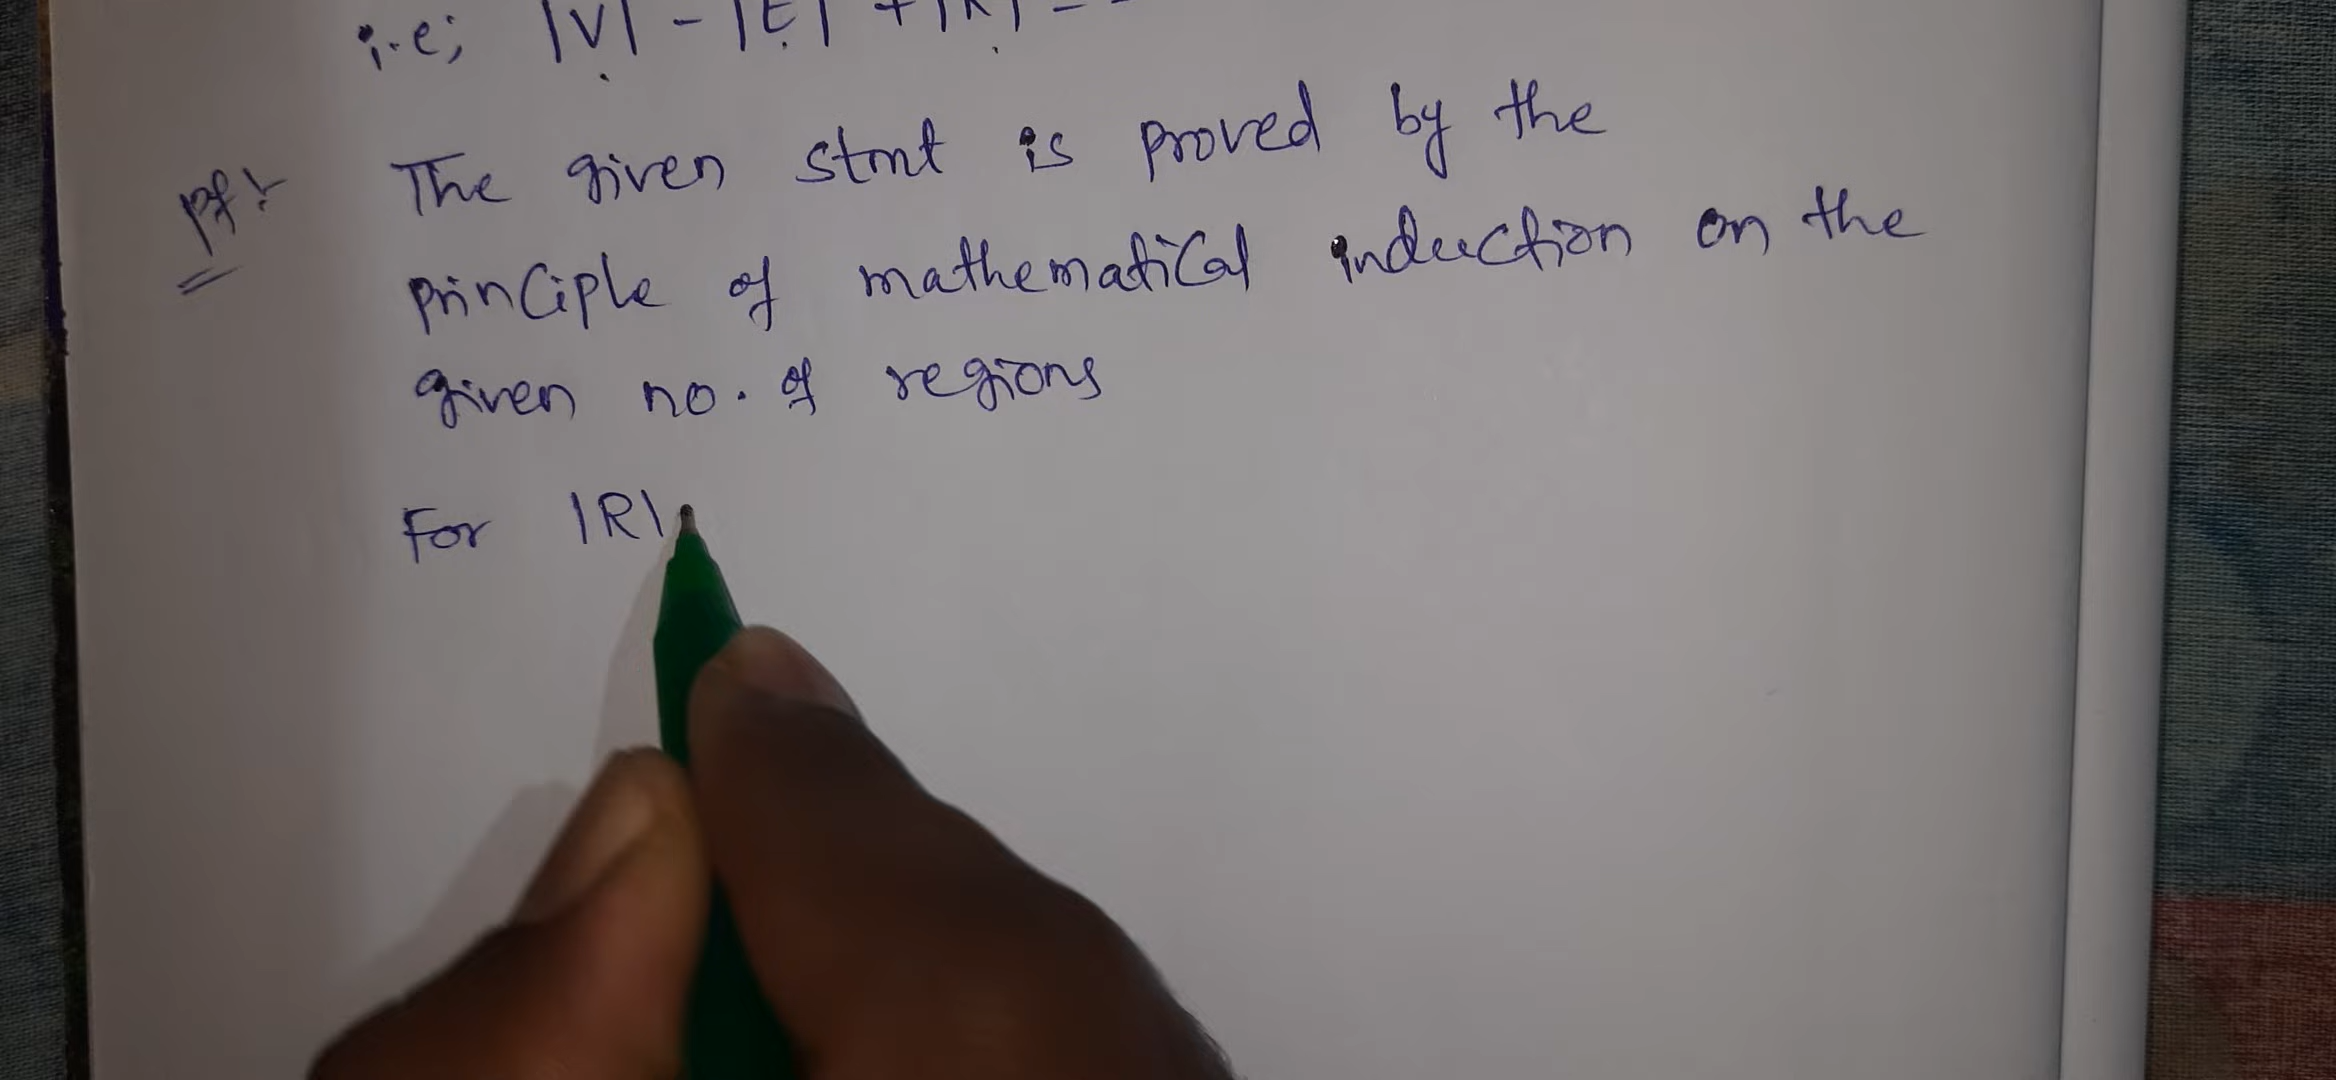 i.e; |V| - |E| + |R| =
Pf:-
The given stmt is proved by the
principle of mathematical induction on the
given no. of regions
For |R|